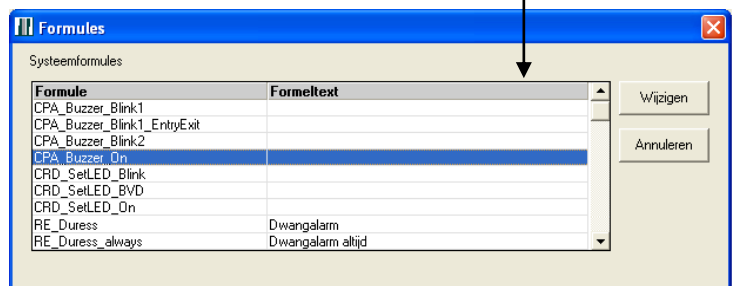 Formules
Systeemformules
Formule Formeltext
CPA_Buzzer_Blink1
CPA_Buzzer_Blink1_EntryExit
CPA_Buzzer_Blink2
CPA_Buzzer_On
CRD_SetLED_Blink
CRD_SetLED_BVD
CRD_SetLED_On
RE_Duress Dwangalarm
RE_Duress_always Dwangalarm altijd
Wijzigen
Annuleren